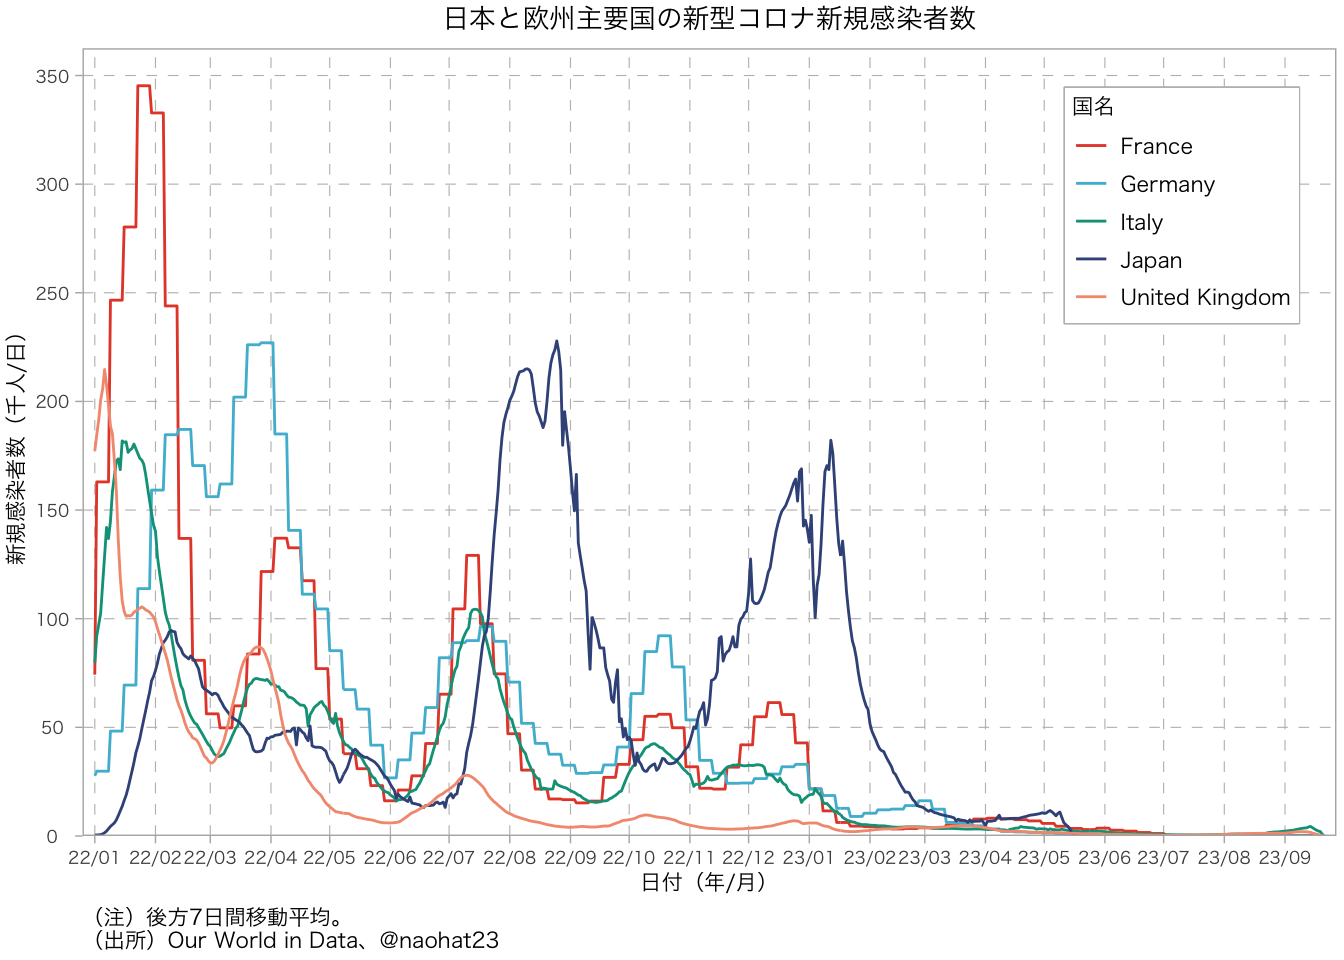 日本と欧州主要国の新型コロナ新規感染者数
新規感染者数（千人/日）
350
300
250
200
150
100
50
0
国名
France
Germany
Italy
Japan
United Kingdom
22/01 22/02 22/03 22/04 22/05 22/06 22/07 22/08 22/09 22/10 22/11 22/12 23/01 23/02 23/03 23/04 23/05 23/06 23/07 23/08 23/09
日付（年/月）
（注）後方7日間移動平均。
（出所）Our World in Data、@naohat23